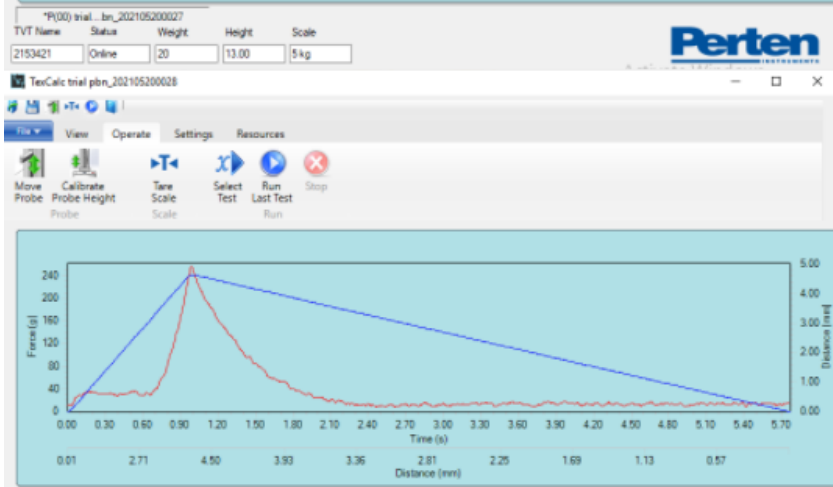 *P(00) trial...bn_202105200027
TVT Name Status Weight Height Scale
2153421 Online 20 13.00 5 kg
Perten
INSTRUMENTS
TexCalc trial pbn_202105200028
File View Operate Settings Resources
Move Probe Calibrate Probe Height Tare Scale Select Test Run Last Test Stop
Probe Scale Run
240 5.00
200 4.00
160 3.00
120 2.00
80
40 1.00
0 0.00
Force [g]
Distance [mm]
0.00 0.30 0.60 0.90 1.20 1.50 1.80 2.10 2.40 2.70 3.00 3.30 3.60 3.90 4.20 4.50 4.80 5.10 5.40 5.70
Time (s)
0.01 2.71 4.50 3.93 3.36 2.81 2.25 1.69 1.13 0.57
Distance (mm)